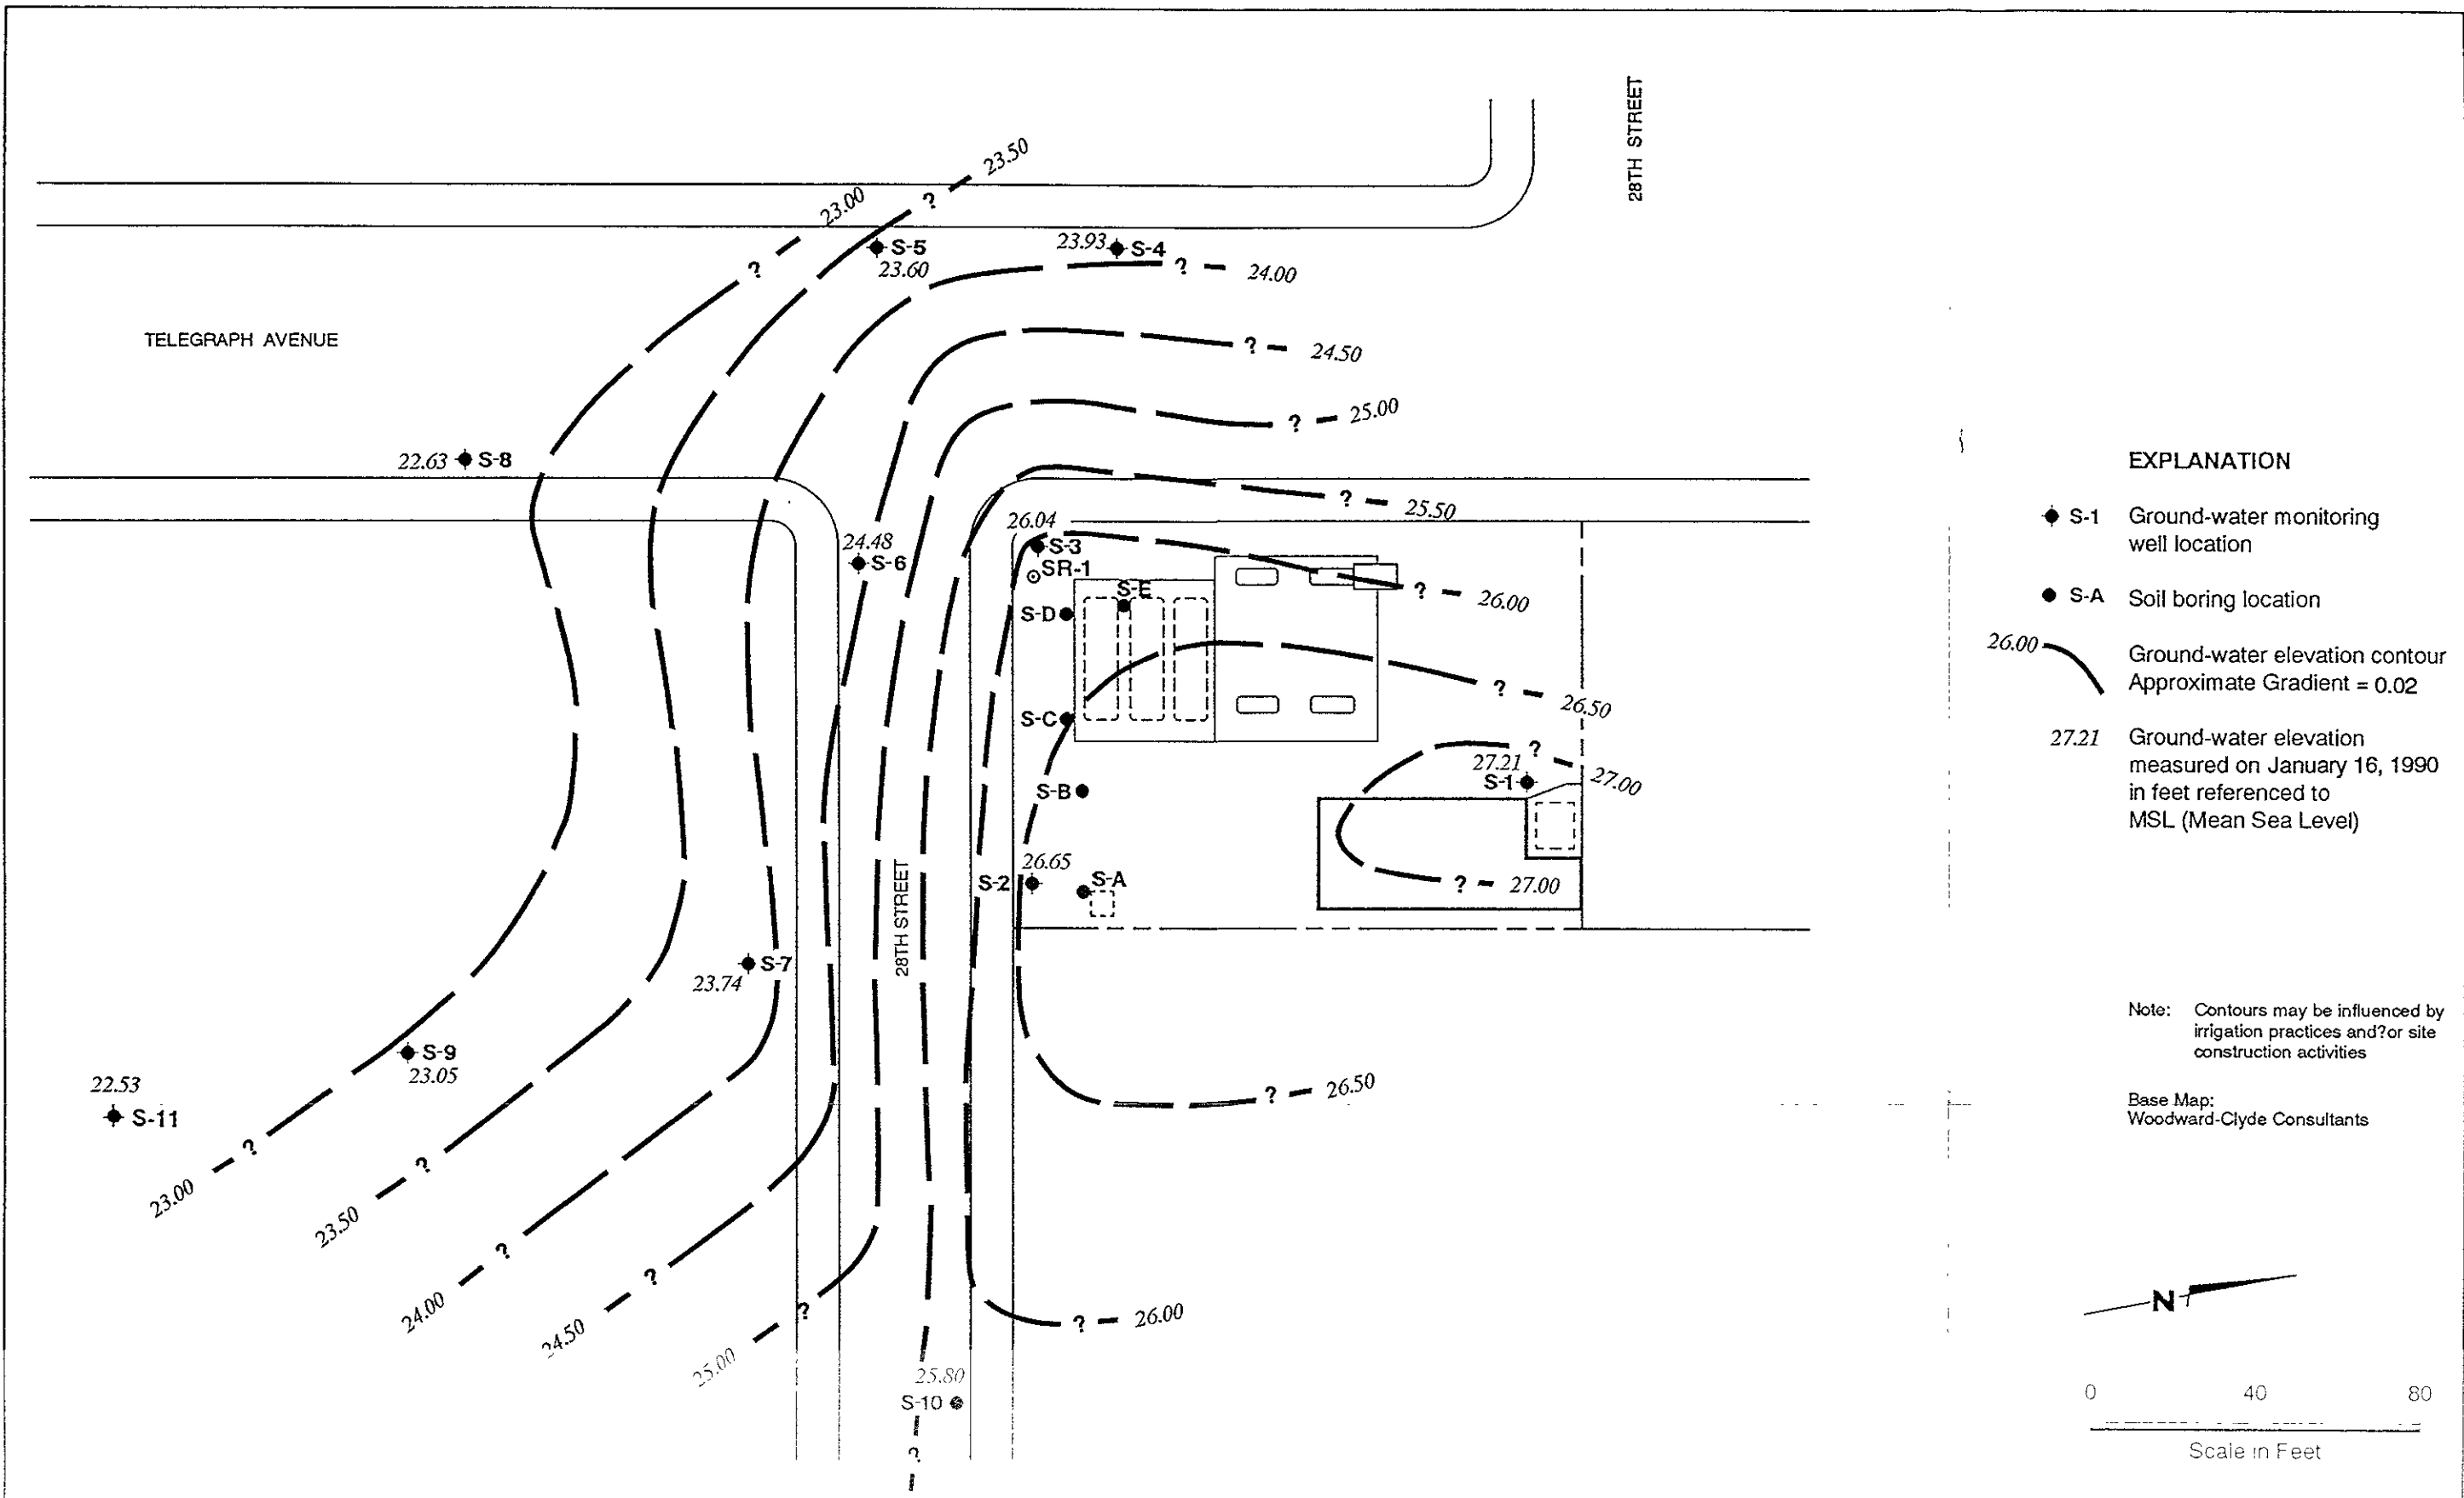 28TH STREET
23.50
23.00
S-5
23.60
23.93
S-4
?
?
?
24.00
TELEGRAPH AVENUE
?
24.50
?
25.00
22.63
S-8
?
25.50
26.04
S-3
24.48
S-6
SR-1
S-E
S-D
?
26.00
?
26.50
S-C
?
27.21
S-1
27.00
S-B
26.65
S-2
S-A
?
27.00
28TH STREET
S-7
23.74
S-9
23.05
22.53
S-11
?
26.50
?
23.00
?
23.50
?
24.00
?
24.50
?
25.00
?
26.00
25.80
S-10
?
EXPLANATION
S-1 Ground-water monitoring
well location
S-A Soil boring location
26.00 Ground-water elevation contour
Approximate Gradient = 0.02
27.21 Ground-water elevation
measured on January 16, 1990
in feet referenced to
MSL (Mean Sea Level)
Note: Contours may be influenced by
irrigation practices and?or site
construction activities
Base Map:
Woodward-Clyde Consultants
N
0 40 80
Scale in Feet